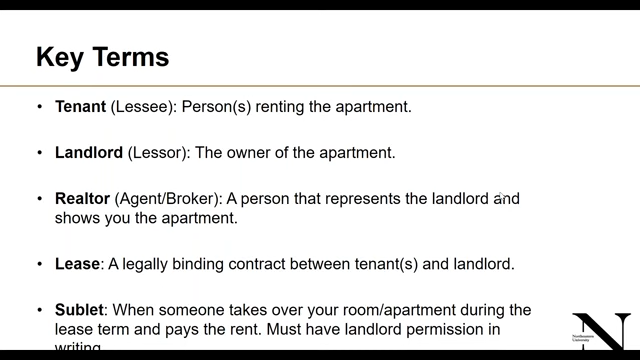 Key Terms
• Tenant (Lessee): Person(s) renting the apartment.
• Landlord (Lessor): The owner of the apartment.
• Realtor (Agent/Broker): A person that represents the landlord and
shows you the apartment.
• Lease: A legally binding contract between tenant(s) and landlord.
• Sublet: When someone takes over your room/apartment during the
lease term and pays the rent. Must have landlord permission in
writing
N
Northeastern
University